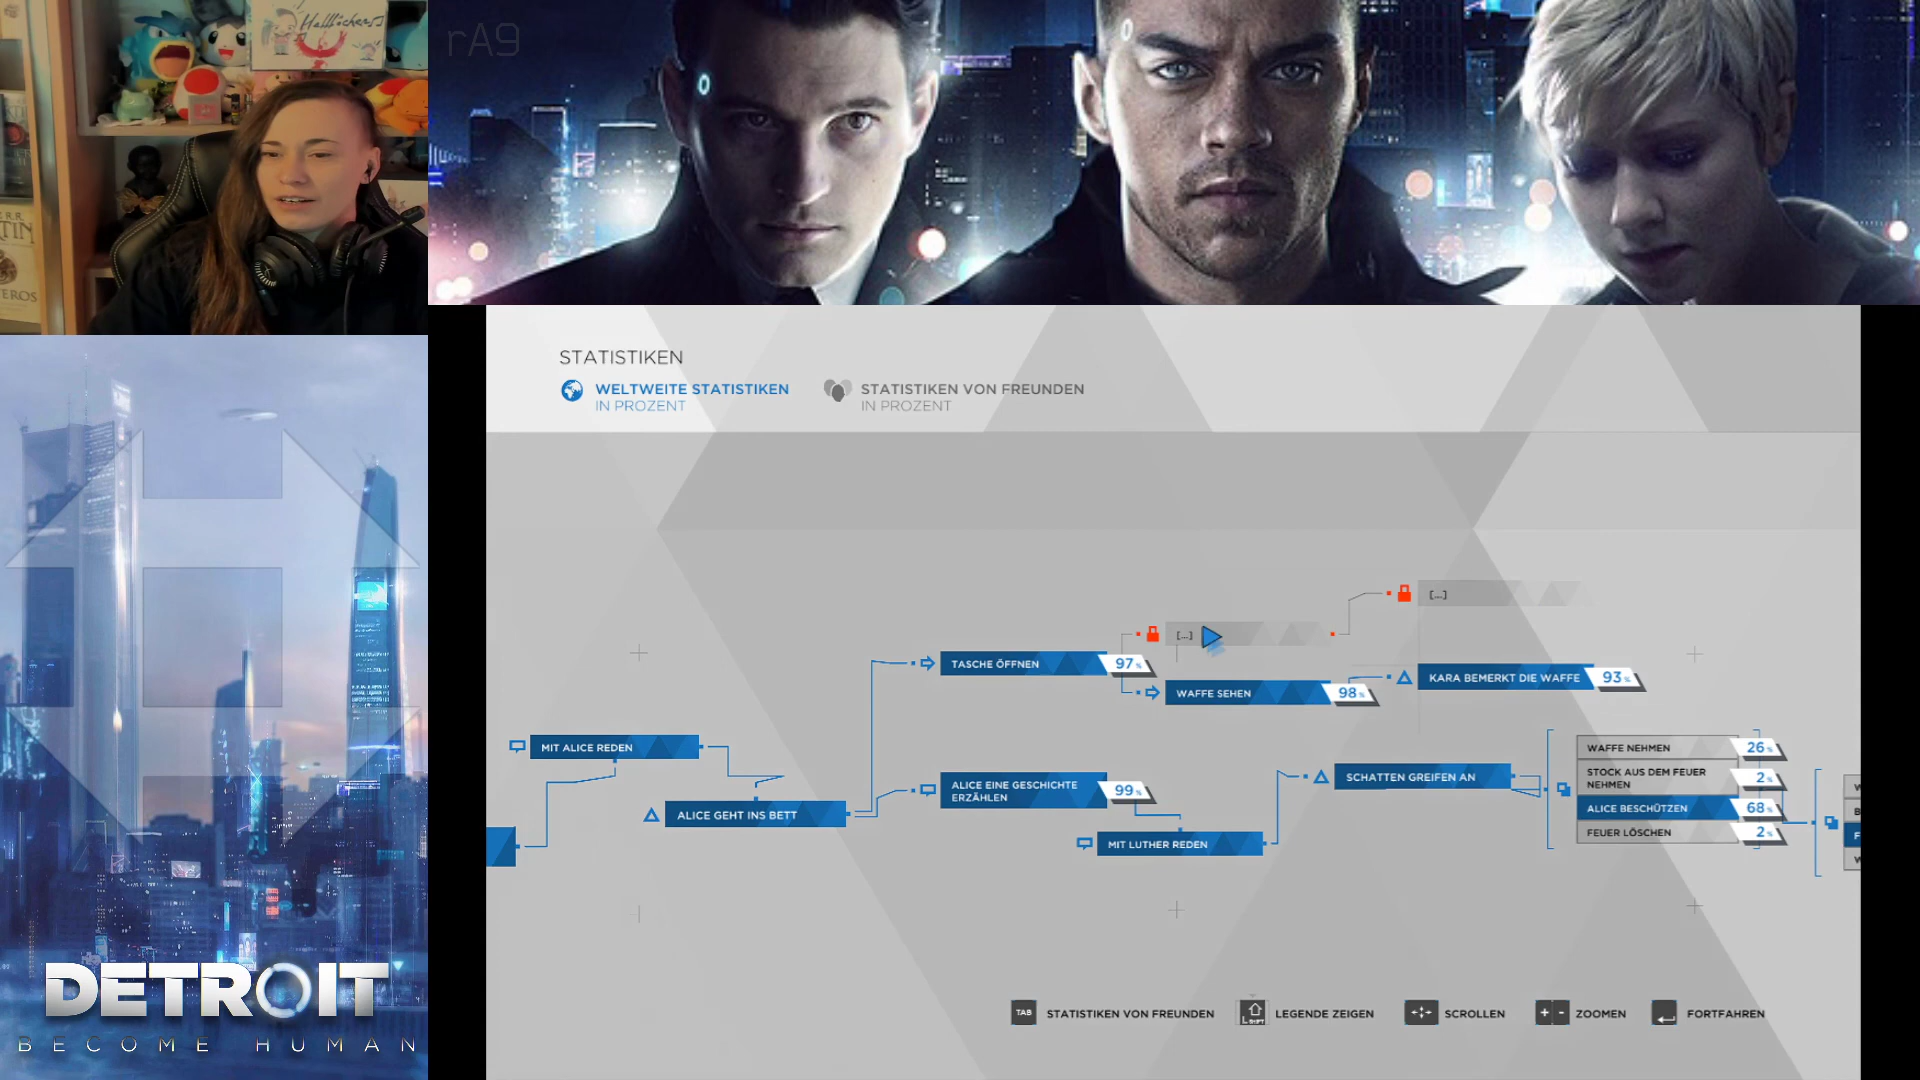 Hallöchen
rA9
STATISTIKEN
WELTWEITE STATISTIKEN
IN PROZENT
STATISTIKEN VON FREUNDEN
IN PROZENT
[...]
[...]
TASCHE ÖFFNEN
97%
WAFFE SEHEN
98%
KARA BEMERKT DIE WAFFE
93%
MIT ALICE REDEN
ALICE GEHT INS BETT
ALICE EINE GESCHICHTE
ERZÄHLEN
99%
MIT LUTHER REDEN
SCHATTEN GREIFEN AN
WAFFE NEHMEN
26%
STOCK AUS DEM FEUER
NEHMEN
2%
ALICE BESCHÜTZEN
68%
FEUER LÖSCHEN
2%
DETROIT
BECOME HUMAN
TAB
STATISTIKEN VON FREUNDEN
LEGENDE ZEIGEN
SCROLLEN
+ -
ZOOMEN
FORTFAHREN